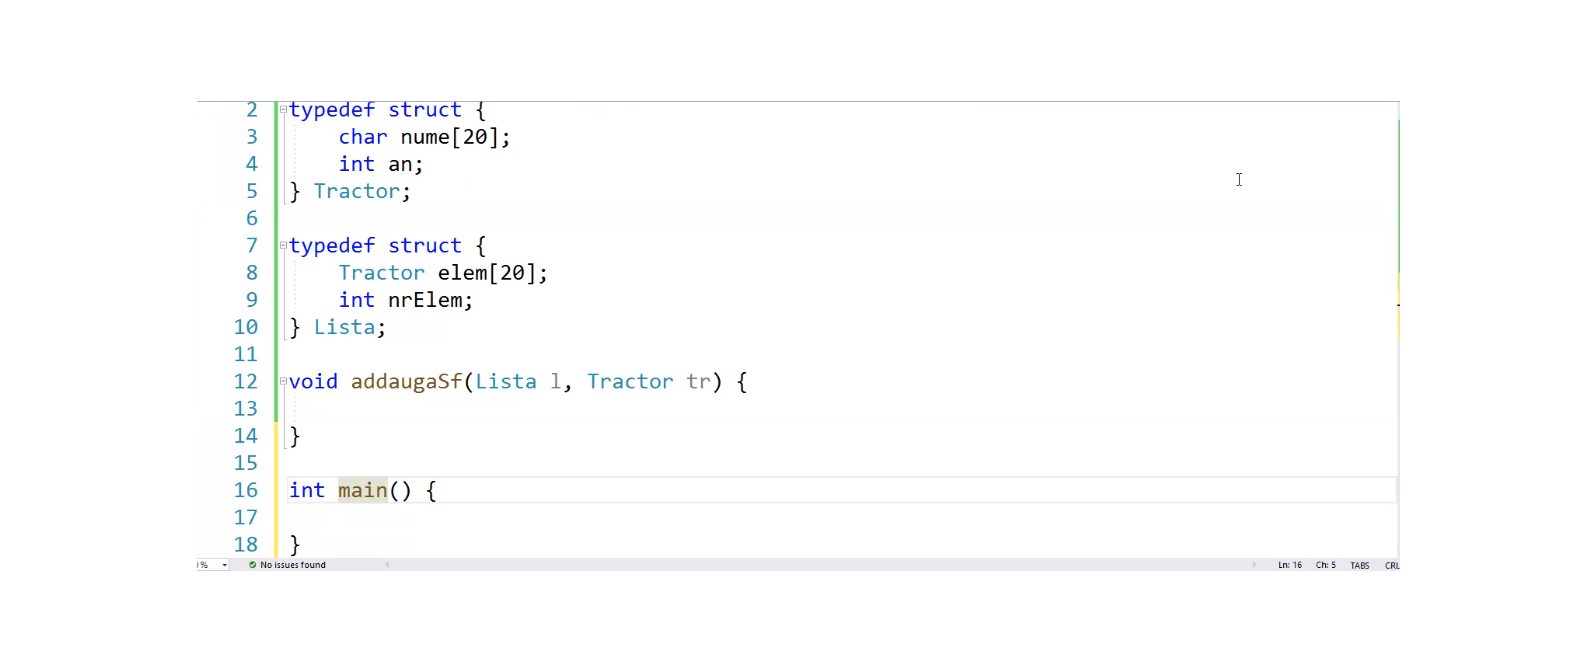 2 typedef struct {
3 char nume[20];
4 int an;
5 } Tractor;
6
7 typedef struct {
8 Tractor elem[20];
9 int nrElem;
10 } Lista;
11
12 void addaugaSf(Lista l, Tractor tr) {
13
14 }
15
16 int main() {
17
18 }
% No issues found Ln: 16 Ch: 5 TABS CRL